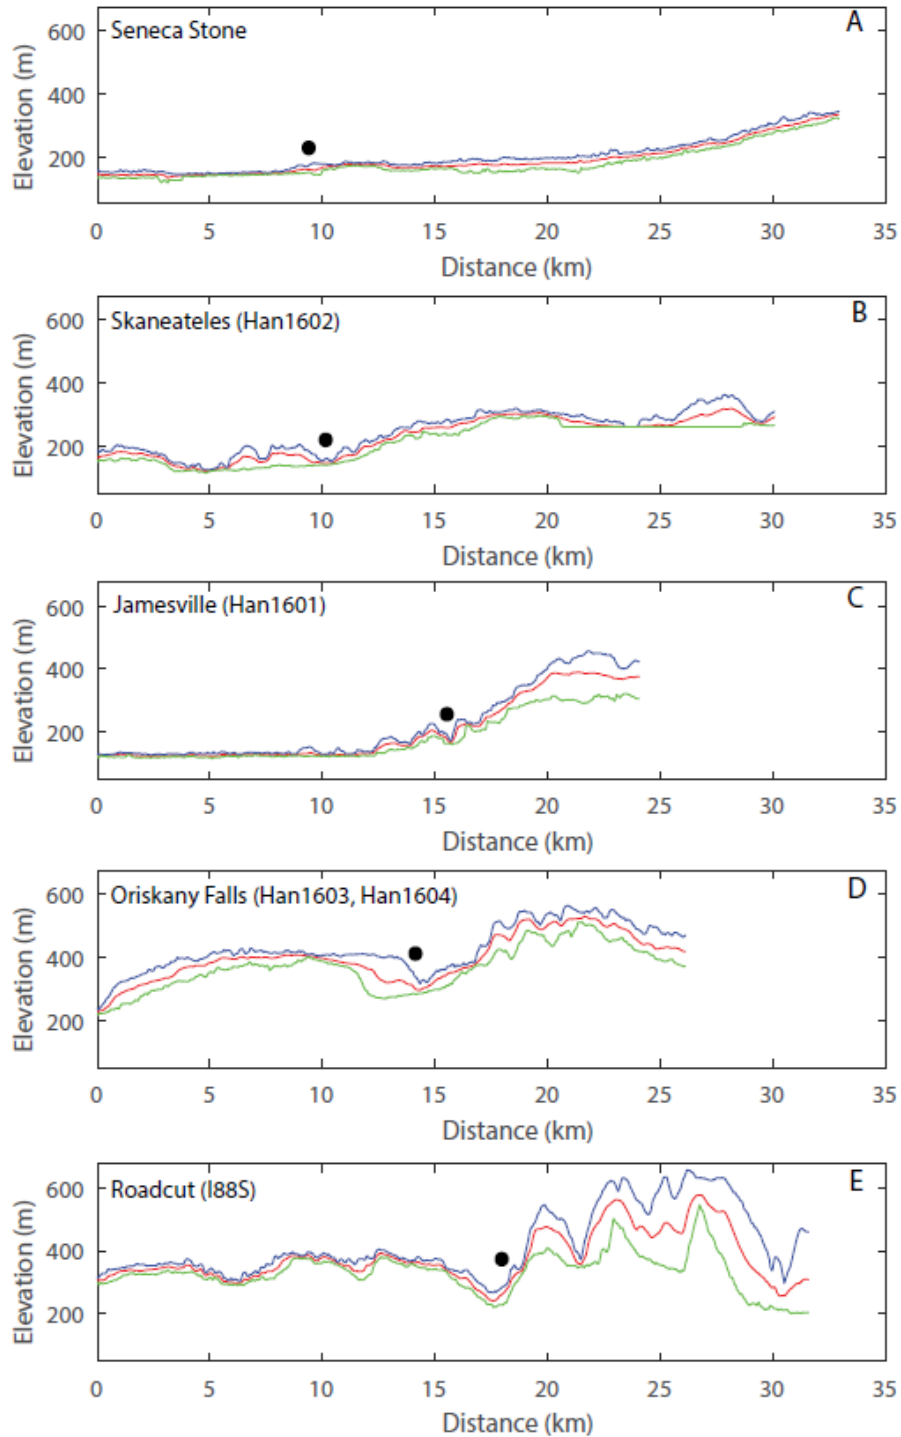 Seneca Stone
A
600
400
200
Elevation (m)
0 5 10 15 20 25 30 35
Distance (km)
Skaneateles (Han1602)
B
600
400
200
Elevation (m)
0 5 10 15 20 25 30 35
Distance (km)
Jamesville (Han1601)
C
600
400
200
Elevation (m)
0 5 10 15 20 25 30 35
Distance (km)
Oriskany Falls (Han1603, Han1604)
D
600
400
200
Elevation (m)
0 5 10 15 20 25 30 35
Distance (km)
Roadcut (I88S)
E
600
400
200
Elevation (m)
0 5 10 15 20 25 30 35
Distance (km)